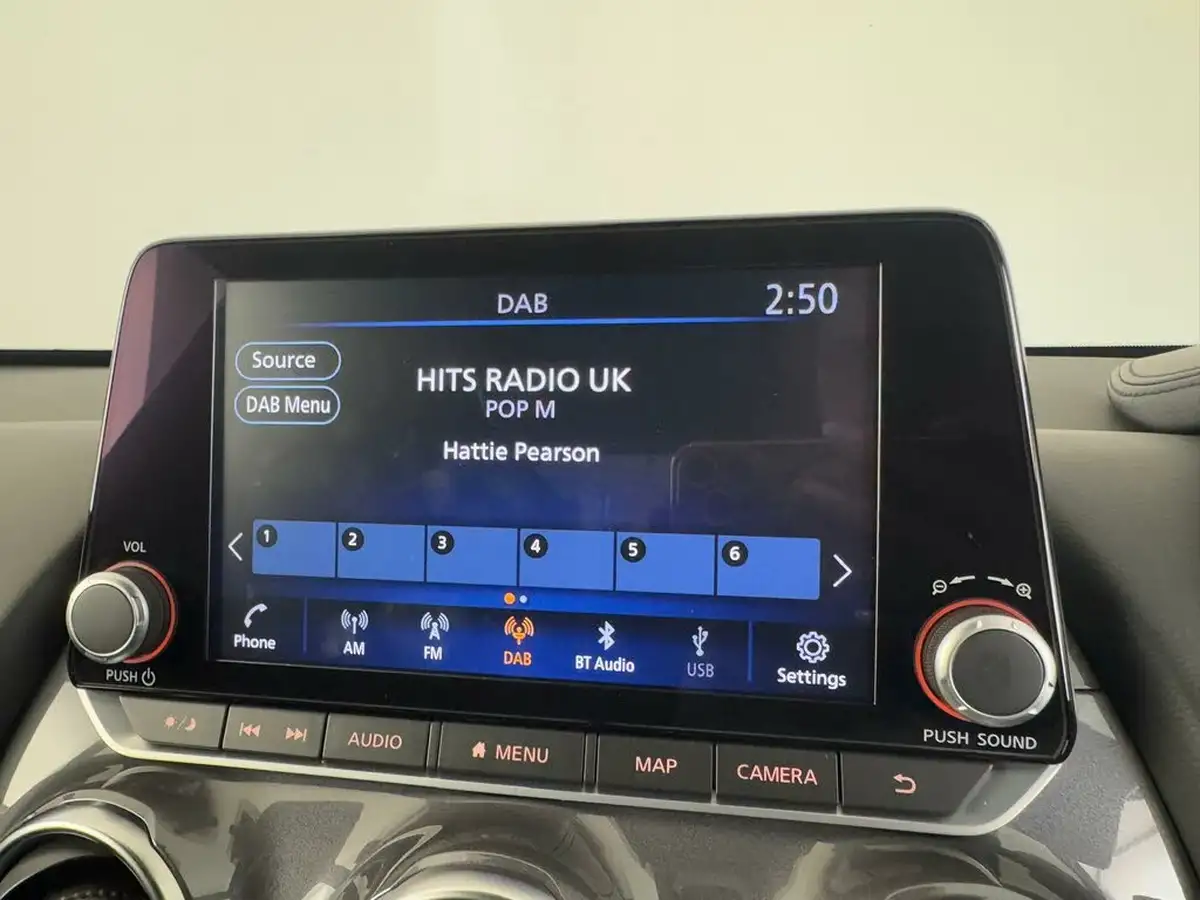 DAB
2:50
Source
DAB Menu
HITS RADIO UK
POP M
Hattie Pearson
1 2 3 4 5 6
Phone
AM
FM
DAB
BT Audio
USB
Settings
VOL
PUSH
PUSH SOUND
AUDIO
MENU
MAP
CAMERA